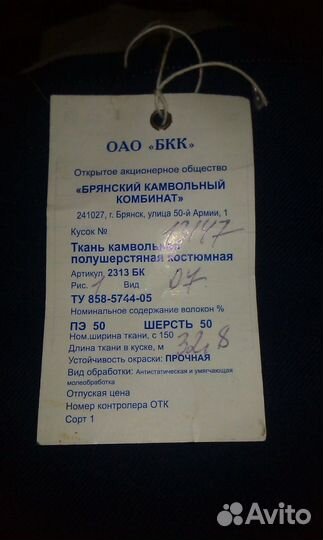 ОАО «БКК»
Открытое акционерное общество
«БРЯНСКИЙ КАМВОЛЬНЫЙ
КОМБИНАТ»
241027, г. Брянск, улица 50-й Армии, 1
Кусок №
Ткань камвольная
полушерстяная костюмная
Артикул 2313 БК
Рис. 1 Вид 07
ТУ 858-5744-05
Номинальное содержание волокон %
ПЭ 50 ШЕРСТЬ 50
Ном.ширина ткани, с 150
Длина ткани в куске, м 32,8
Устойчивость окраски: ПРОЧНАЯ
Вид обработки: Антистатическая и умягчающая
молеобработка
Отпускная цена
Номер контролера ОТК
Сорт 1
Avito